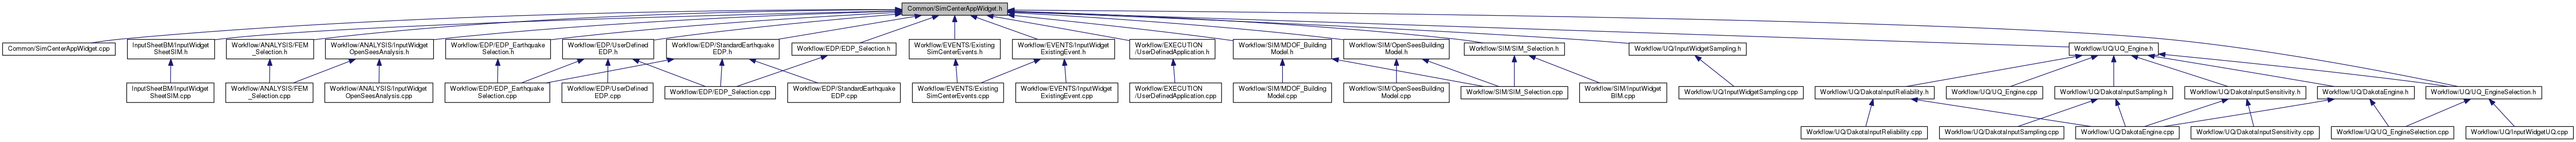 Common/SimCenterAppWidget.h
Common/SimCenterAppWidget.cpp
InputSheetBM/InputWidget
SheetSIM.h
Workflow/ANALYSIS/FEM
_Selection.h
Workflow/ANALYSIS/InputWidget
OpenSeesAnalysis.h
Workflow/EDP/EDP_Earthquake
Selection.h
Workflow/EDP/UserDefined
EDP.h
Workflow/EDP/StandardEarthquake
EDP.h
Workflow/EDP/EDP_Selection.h
Workflow/EVENTS/Existing
SimCenterEvents.h
Workflow/EVENTS/InputWidget
ExistingEvent.h
Workflow/EXECUTION
/UserDefinedApplication.h
Workflow/SIM/MDOF_Building
Model.h
Workflow/SIM/OpenSeesBuilding
Model.h
Workflow/SIM/SIM_Selection.h
Workflow/UQ/InputWidgetSampling.h
Workflow/UQ/UQ_Engine.h
InputSheetBM/InputWidget
SheetSIM.cpp
Workflow/ANALYSIS/FEM
_Selection.cpp
Workflow/ANALYSIS/InputWidget
OpenSeesAnalysis.cpp
Workflow/EDP/EDP_Earthquake
Selection.cpp
Workflow/EDP/UserDefined
EDP.cpp
Workflow/EDP/EDP_Selection.cpp
Workflow/EDP/StandardEarthquake
EDP.cpp
Workflow/EVENTS/Existing
SimCenterEvents.cpp
Workflow/EVENTS/InputWidget
ExistingEvent.cpp
Workflow/EXECUTION
/UserDefinedApplication.cpp
Workflow/SIM/MDOF_Building
Model.cpp
Workflow/SIM/OpenSeesBuilding
Model.cpp
Workflow/SIM/SIM_Selection.cpp
Workflow/SIM/InputWidget
BIM.cpp
Workflow/UQ/InputWidgetSampling.cpp
Workflow/UQ/DakotaInputReliability.h
Workflow/UQ/UQ_Engine.cpp
Workflow/UQ/DakotaInputSampling.h
Workflow/UQ/DakotaInputSensitivity.h
Workflow/UQ/DakotaEngine.h
Workflow/UQ/UQ_EngineSelection.h
Workflow/UQ/DakotaInputReliability.cpp
Workflow/UQ/DakotaInputSampling.cpp
Workflow/UQ/DakotaEngine.cpp
Workflow/UQ/DakotaInputSensitivity.cpp
Workflow/UQ/UQ_EngineSelection.cpp
Workflow/UQ/InputWidgetUQ.cpp